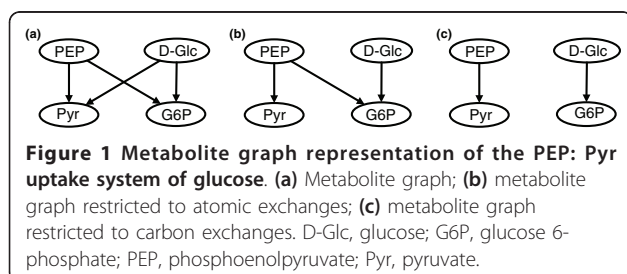 (a) PEP D-Glc (b) PEP D-Glc (c) PEP D-Glc
Pyr G6P Pyr G6P Pyr G6P
Figure 1 Metabolite graph representation of the PEP: Pyr
uptake system of glucose. (a) Metabolite graph; (b) metabolite
graph restricted to atomic exchanges; (c) metabolite graph
restricted to carbon exchanges. D-Glc, glucose; G6P, glucose 6-
phosphate; PEP, phosphoenolpyruvate; Pyr, pyruvate.